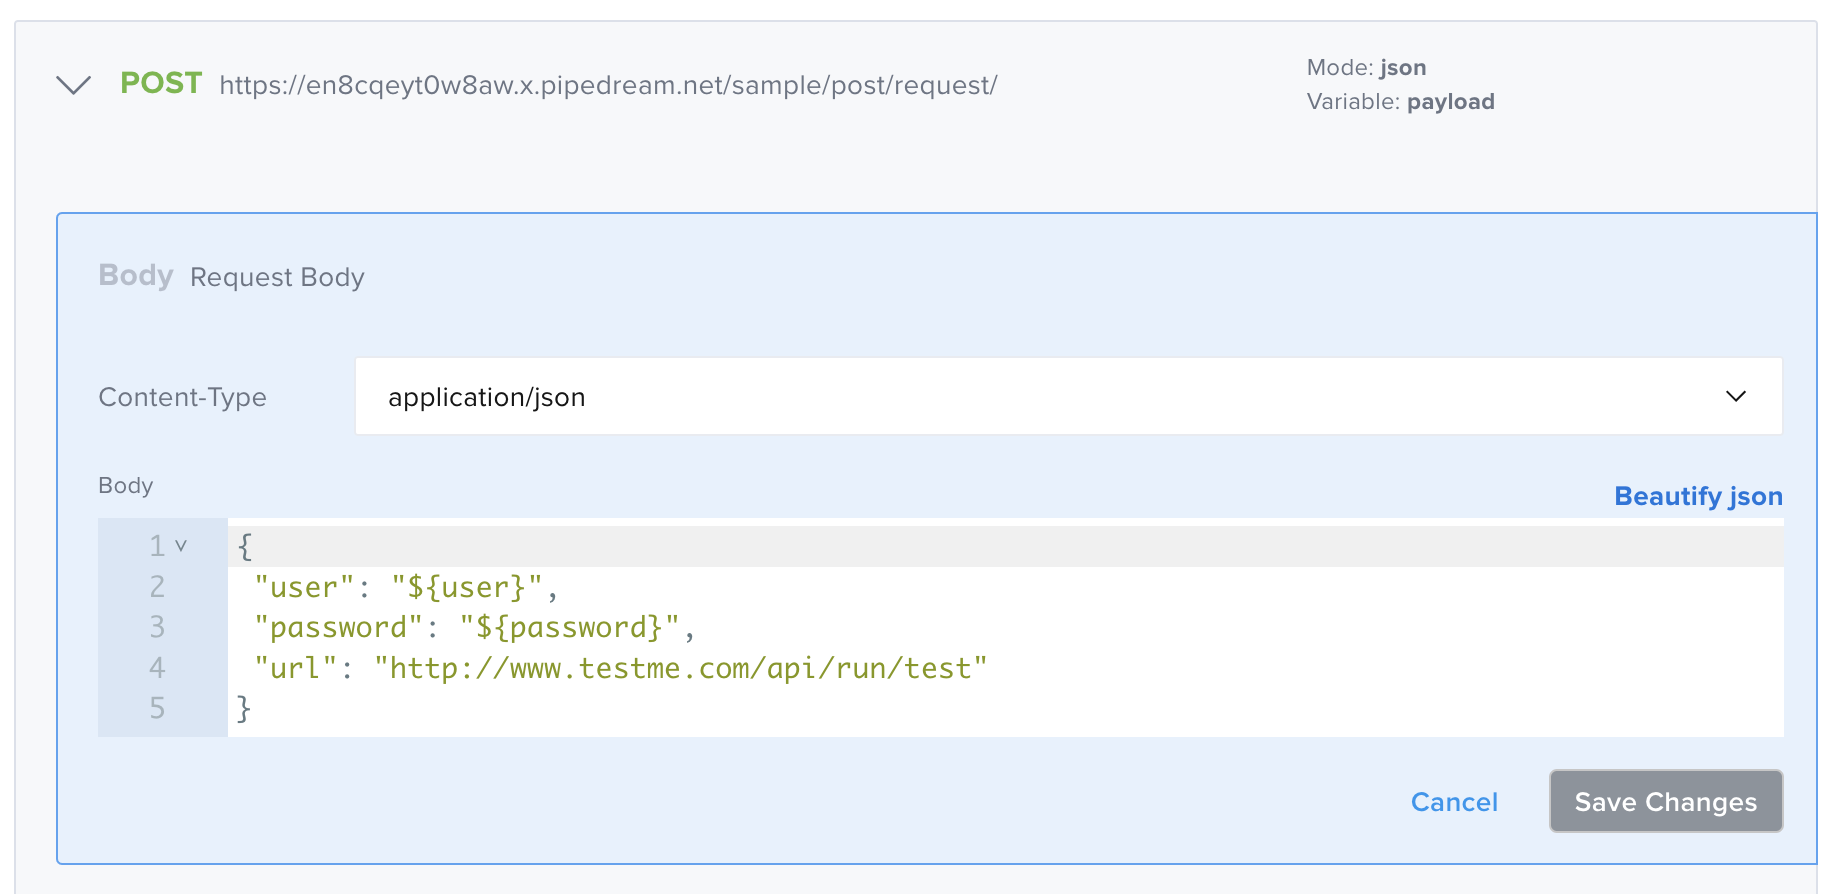 POST https://en8cqeyt0w8aw.x.pipedream.net/sample/post/request/
Mode: json
Variable: payload
Body Request Body
Content-Type application/json
Body
Beautify json
1 {
2 "user": "${user}",
3 "password": "${password}",
4 "url": "http://www.testme.com/api/run/test"
5 }
Cancel Save Changes